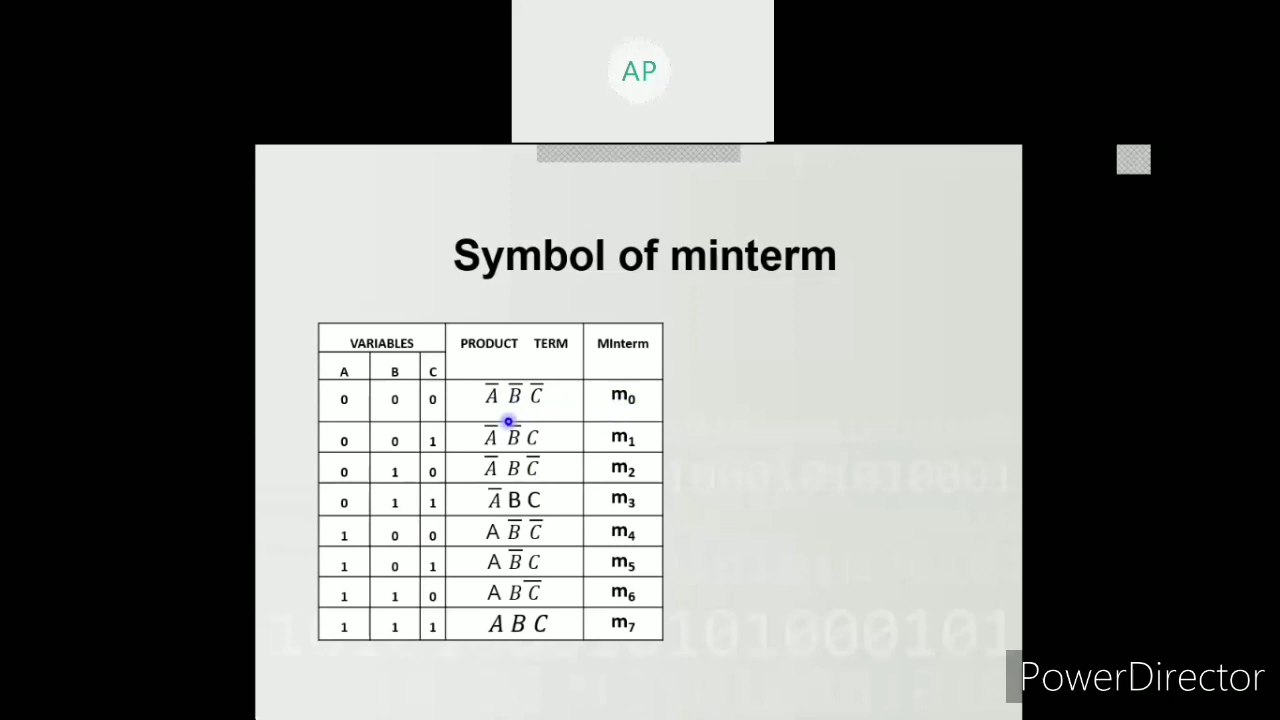 AP
Symbol of minterm
VARIABLES PRODUCT TERM Minterm
A B C
0 0 0 A̅ B̅ C̅ m₀
0 0 1 A̅ B̅ C m₁
0 1 0 A̅ B C̅ m₂
0 1 1 A̅ B C m₃
1 0 0 A B̅ C̅ m₄
1 0 1 A B̅ C m₅
1 1 0 A B C̅ m₆
1 1 1 A B C m₇
PowerDirector